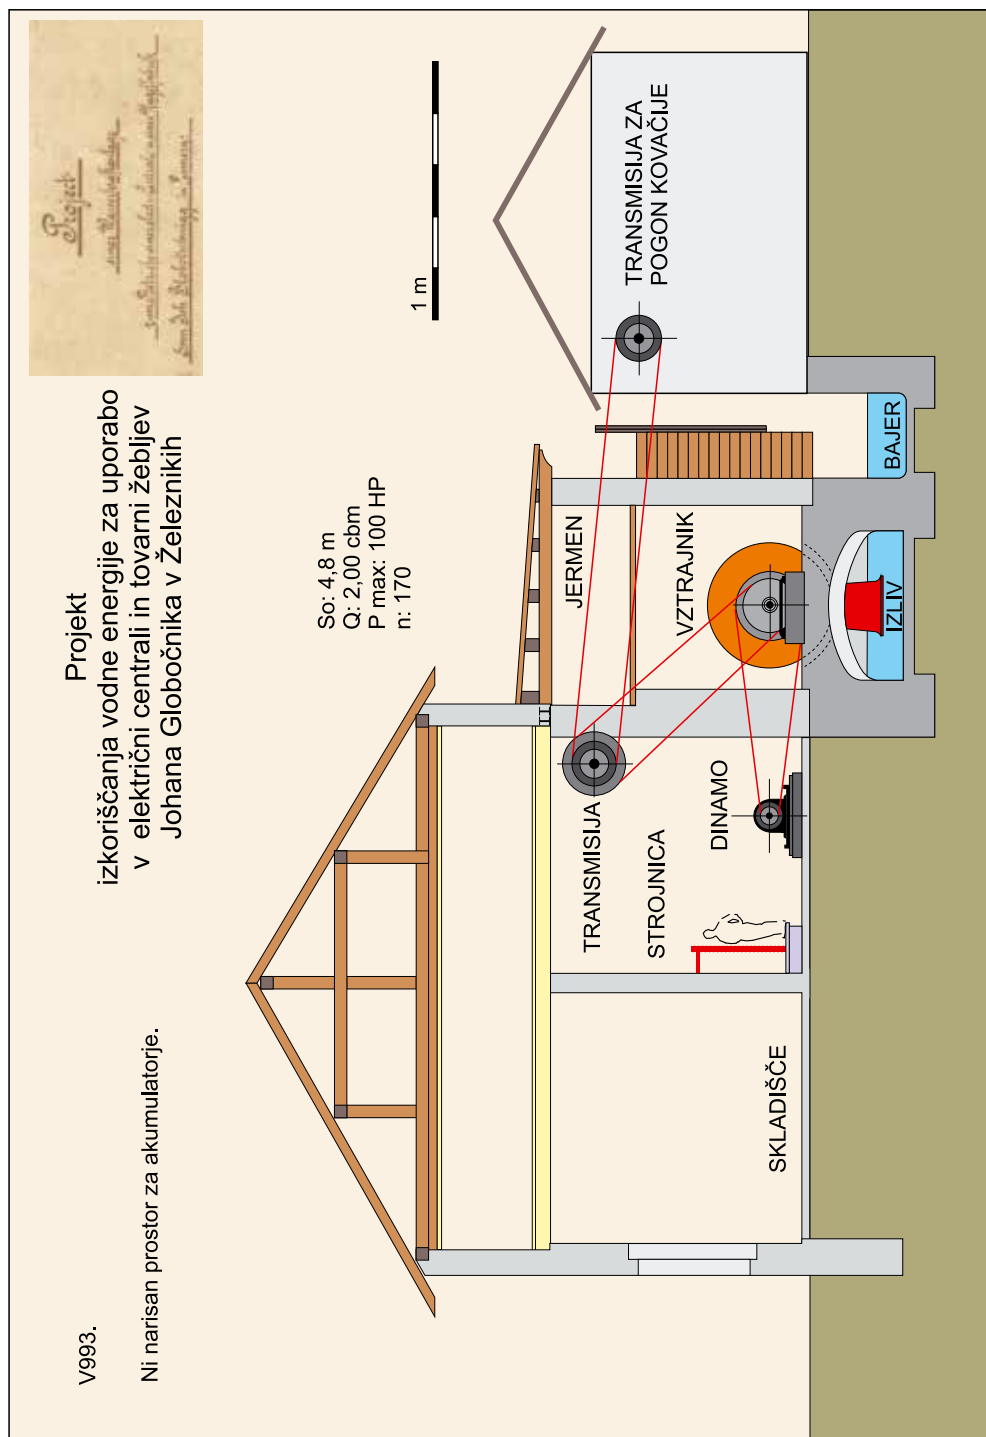 V993.
Ni narisan prostor za akumulatorje.
Projekt
izkoriščanja vodne energije za uporabo
v električni centrali in tovarni žebljev
Johana Globočnika v Železnikih
Project
So: 4,8 m
Q: 2,00 cbm
P max: 100 HP
n: 170
1 m
SKLADIŠČE
STROJNICA
TRANSMISIJA
DINAMO
JERMEN
VZTRAJNIK
IZLIV
BAJER
TRANSMISIJA ZA
POGON KOVAČIJE